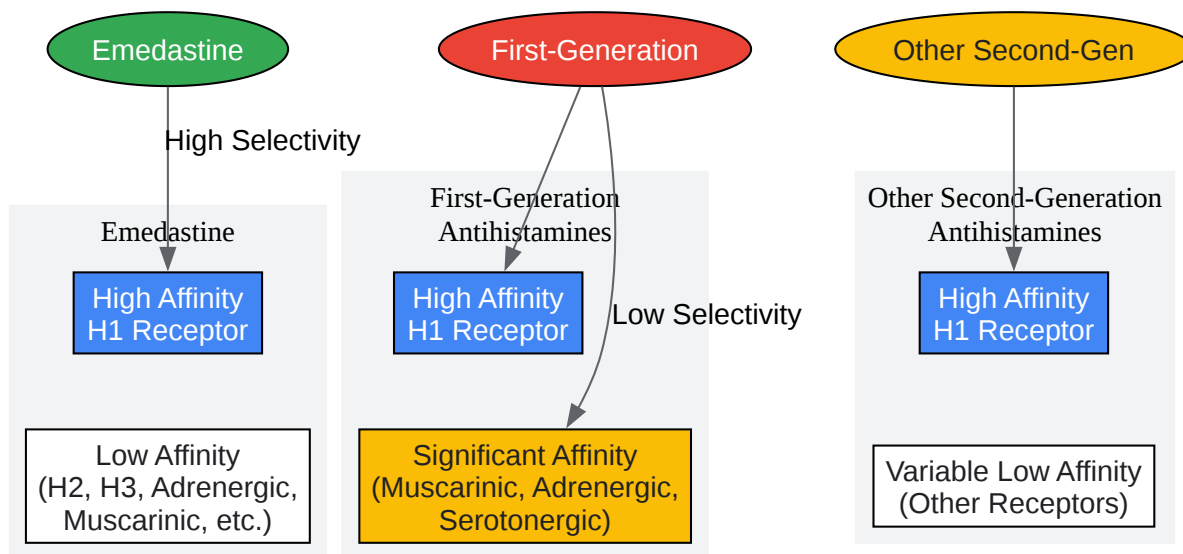 Emedastine
First-Generation
Other Second-Gen
High Selectivity
Emedastine
High Affinity
H1 Receptor
Low Affinity
(H2, H3, Adrenergic,
Muscarinic, etc.)
First-Generation
Antihistamines
High Affinity
H1 Receptor
Low Selectivity
Significant Affinity
(Muscarinic, Adrenergic,
Serotonergic)
Other Second-Generation
Antihistamines
High Affinity
H1 Receptor
Variable Low Affinity
(Other Receptors)